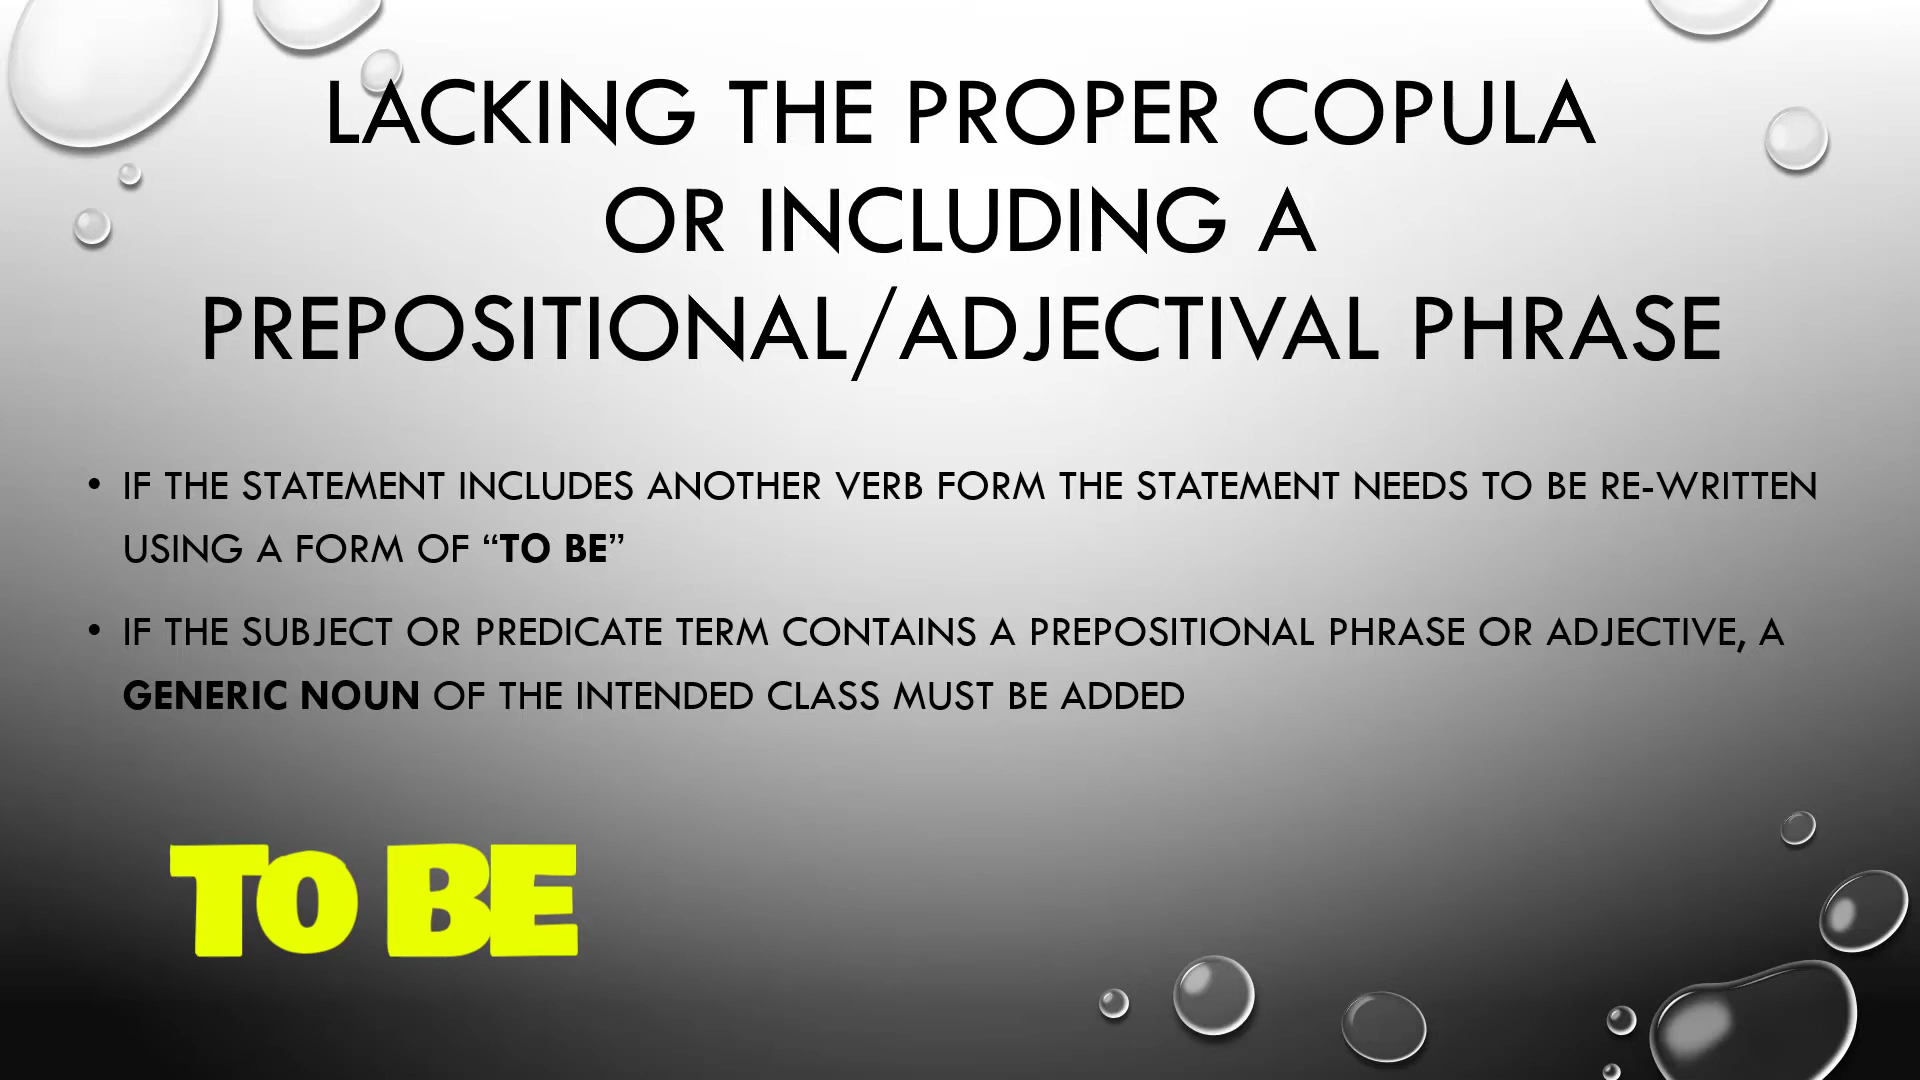 LACKING THE PROPER COPULA
OR INCLUDING A
PREPOSITIONAL/ADJECTIVAL PHRASE
• IF THE STATEMENT INCLUDES ANOTHER VERB FORM THE STATEMENT NEEDS TO BE RE-WRITTEN
USING A FORM OF “TO BE”
• IF THE SUBJECT OR PREDICATE TERM CONTAINS A PREPOSITIONAL PHRASE OR ADJECTIVE, A
GENERIC NOUN OF THE INTENDED CLASS MUST BE ADDED
TO BE